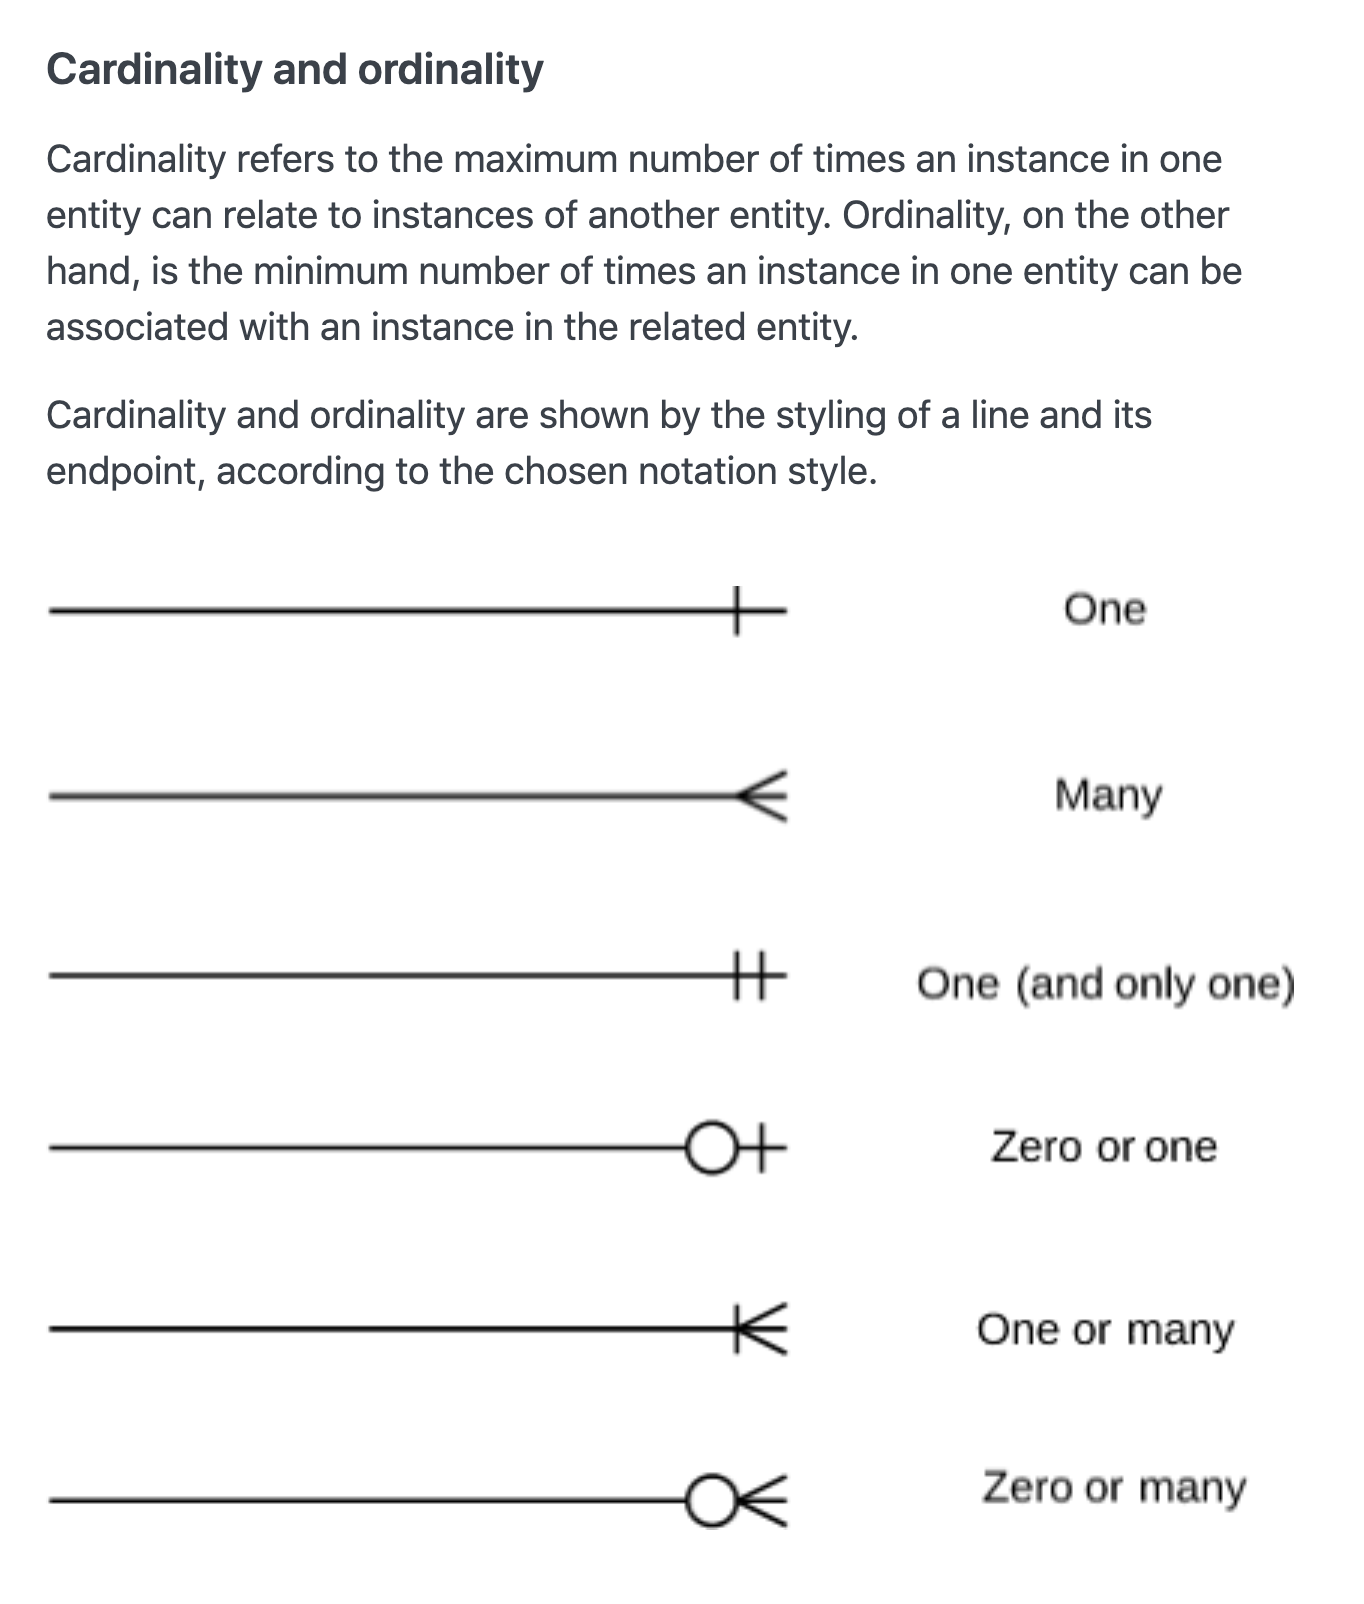 Cardinality and ordinality
Cardinality refers to the maximum number of times an instance in one
entity can relate to instances of another entity. Ordinality, on the other
hand, is the minimum number of times an instance in one entity can be
associated with an instance in the related entity.
Cardinality and ordinality are shown by the styling of a line and its
endpoint, according to the chosen notation style.
One
Many
One (and only one)
Zero or one
One or many
Zero or many